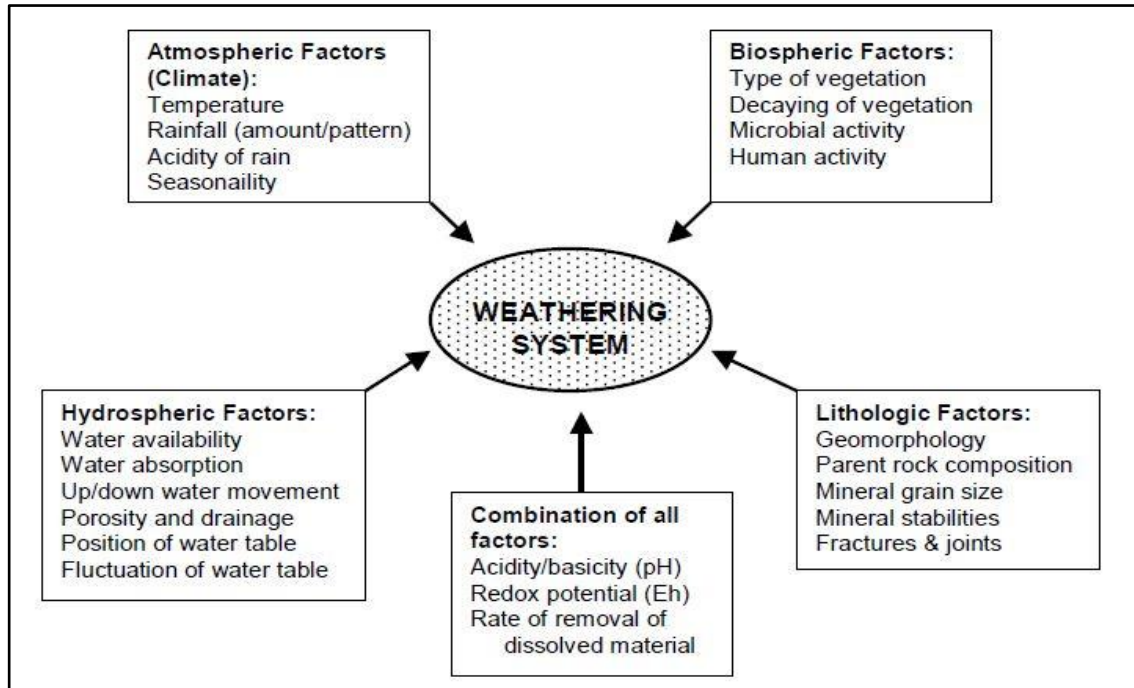 Atmospheric Factors
(Climate):
Temperature
Rainfall (amount/pattern)
Acidity of rain
Seasonaility
Biospheric Factors:
Type of vegetation
Decaying of vegetation
Microbial activity
Human activity
WEATHERING
SYSTEM
Hydrospheric Factors:
Water availability
Water absorption
Up/down water movement
Porosity and drainage
Position of water table
Fluctuation of water table
Combination of all
factors:
Acidity/basicity (pH)
Redox potential (Eh)
Rate of removal of
dissolved material
Lithologic Factors:
Geomorphology
Parent rock composition
Mineral grain size
Mineral stabilities
Fractures & joints